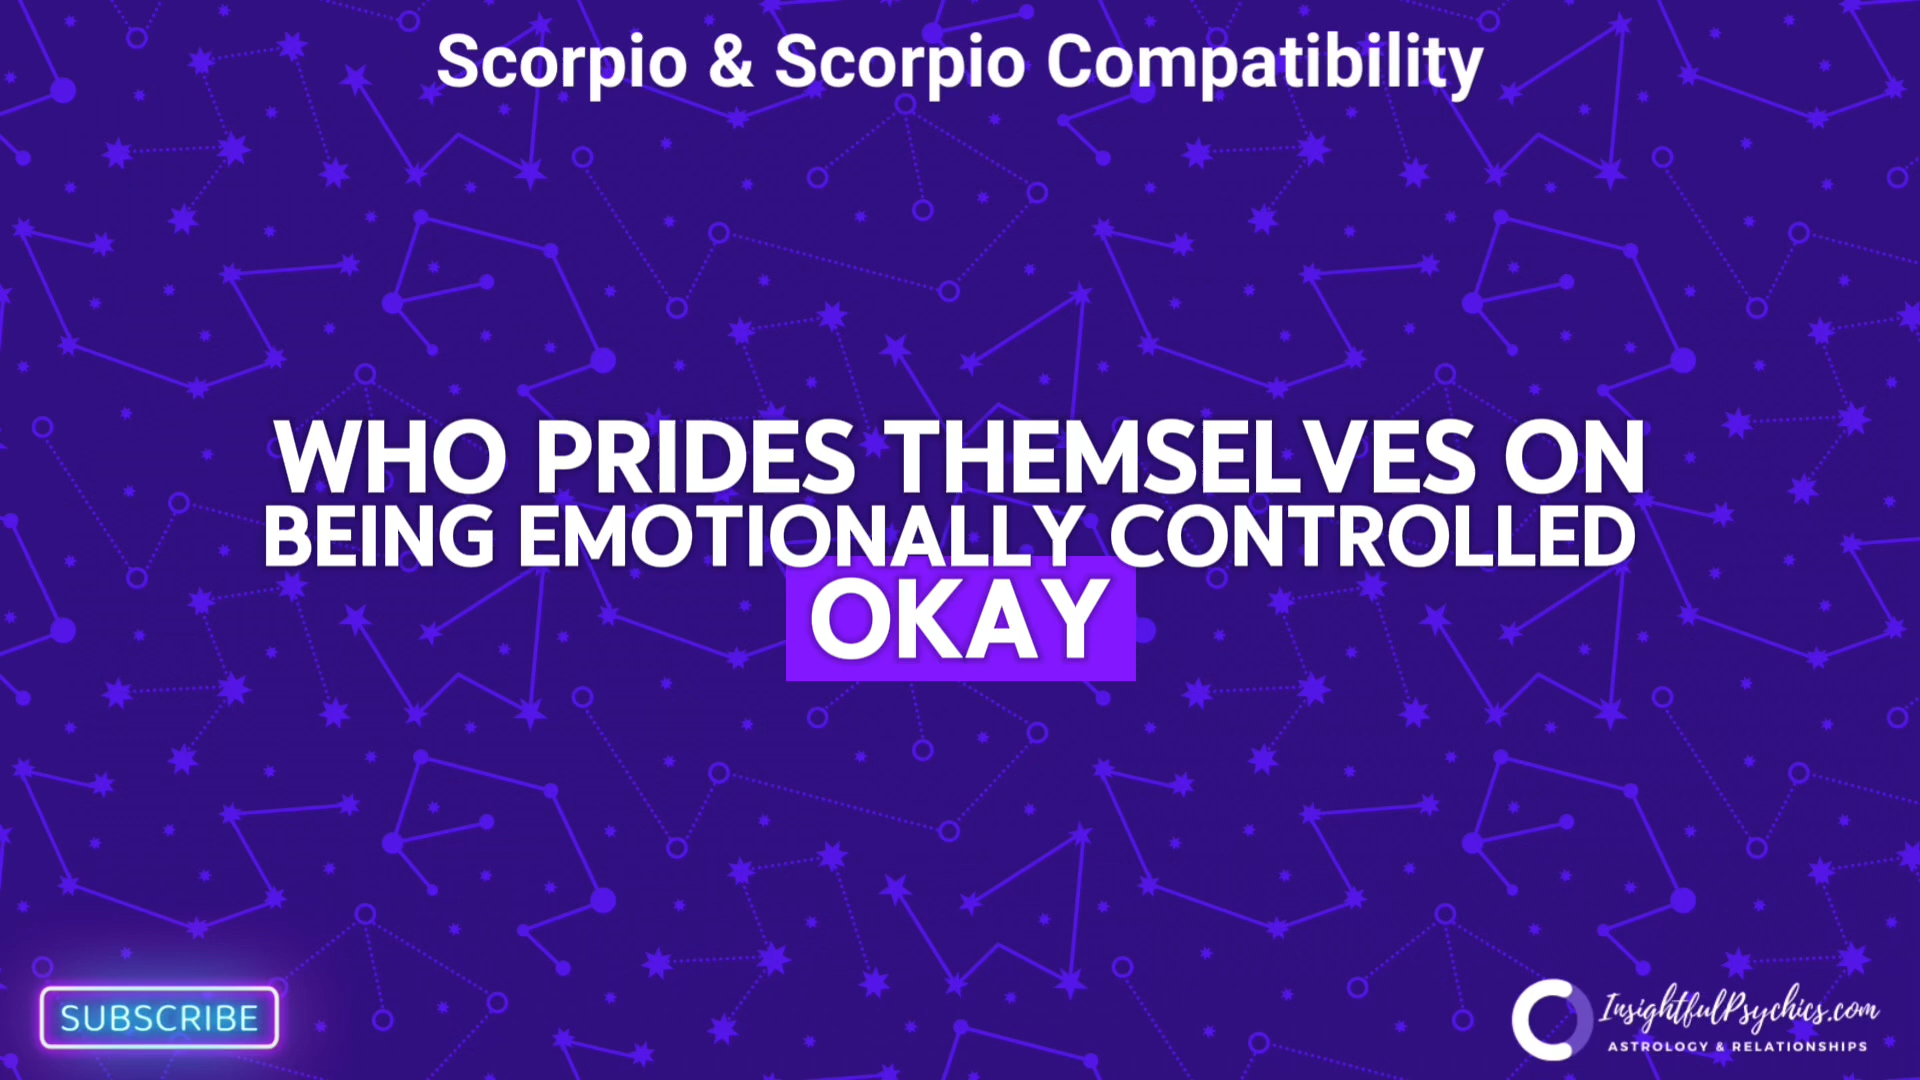 Scorpio & Scorpio Compatibility
WHO PRIDES THEMSELVES ON
BEING EMOTIONALLY CONTROLLED
OKAY
SUBSCRIBE
InsightfulPsychics.com
ASTROLOGY & RELATIONSHIPS